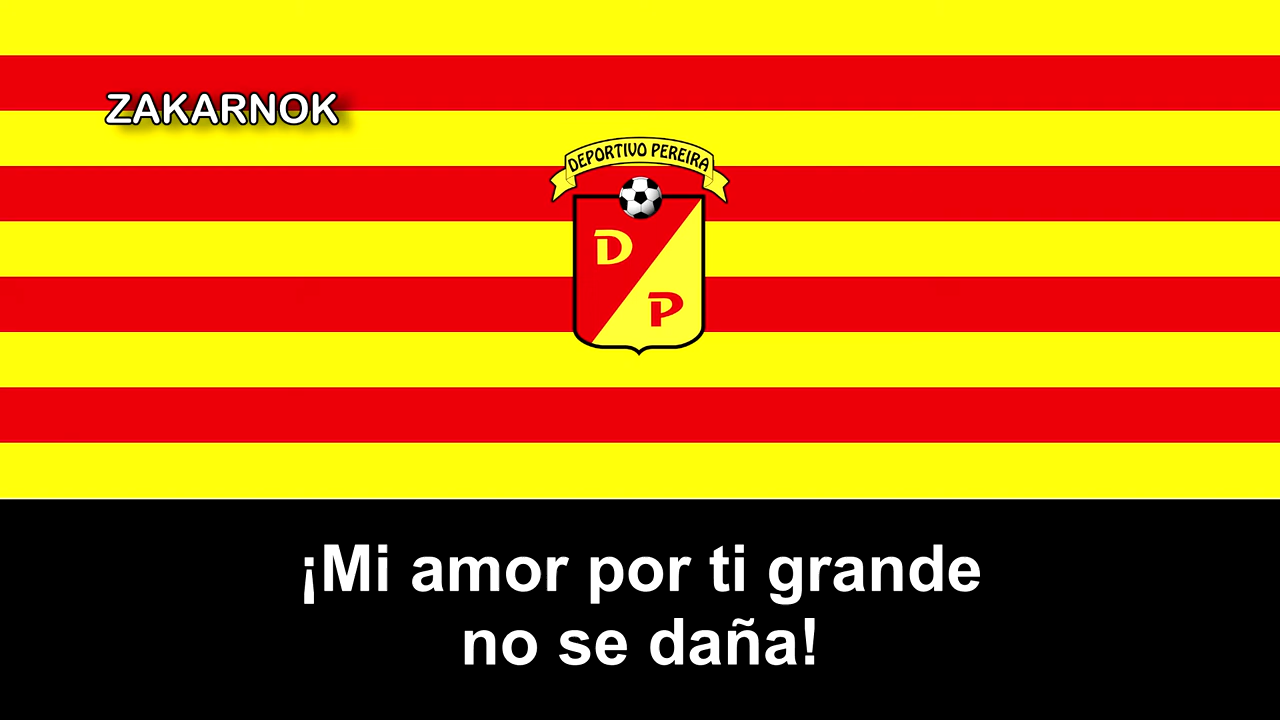 ZAKARNOK
DEPORTIVO PEREIRA
D
P
¡Mi amor por ti grande
no se daña!